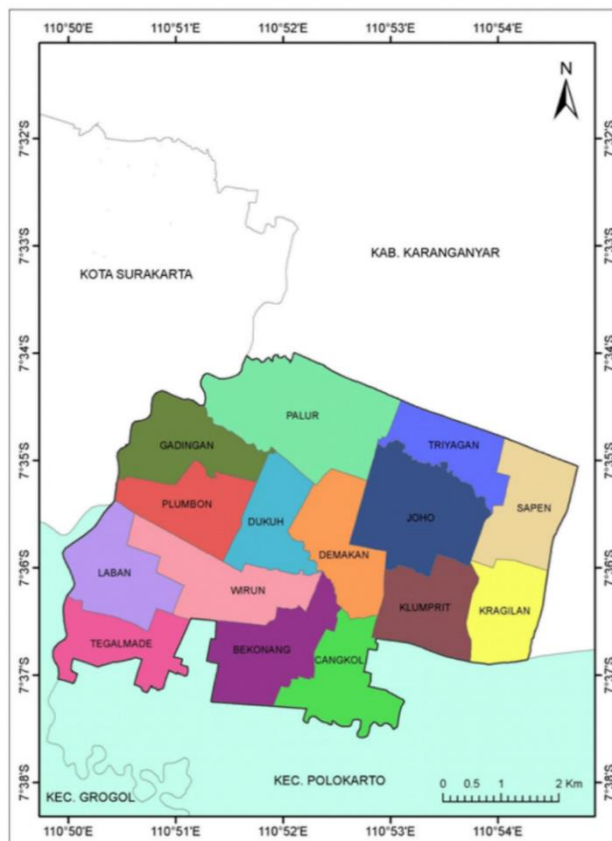 110°50'E 110°51'E 110°52'E 110°53'E 110°54'E
N
7°32'S 7°32'S
7°33'S 7°33'S
KAB. KARANGANYAR
KOTA SURAKARTA
7°34'S 7°34'S
PALUR
GADINGAN
TRIYAGAN
7°35'S 7°35'S
PLUMBON
SAPEN
DUKUH
JOHO
DEMAKAN
7°36'S 7°36'S
LABAN
WIRUN
KLUMPRIT
KRAGILAN
TEGALMADE
BEKONANG
CANGKOL
7°37'S 7°37'S
KEC. POLOKARTO
7°38'S 7°38'S
0 0.5 1 2 Km
KEC. GROGOL
110°50'E 110°51'E 110°52'E 110°53'E 110°54'E